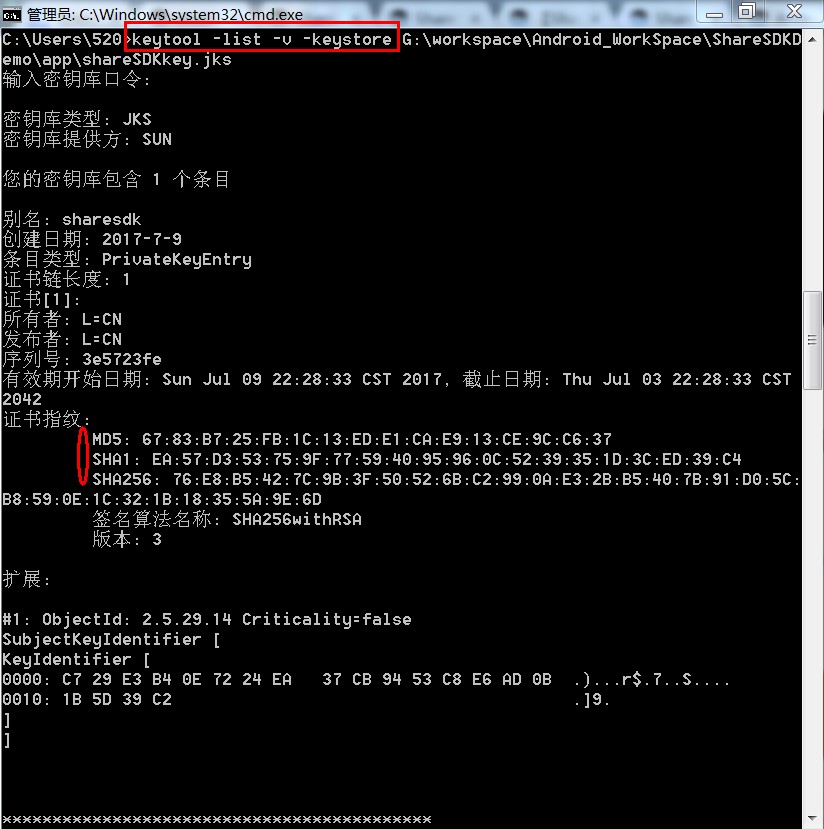 管理员: C:\Windows\system32\cmd.exe
C:\Users\520>keytool -list -v -keystore G:\workspace\Android_WorkSpace\ShareSDKD
emo\app\shareSDKkey.jks
输入密钥库口令:
密钥库类型: JKS
密钥库提供方: SUN
您的密钥库包含 1 个条目
别名: sharesdk
创建日期: 2017-7-9
条目类型: PrivateKeyEntry
证书链长度: 1
证书[1]:
所有者: L=CN
发布者: L=CN
序列号: 3e5723fe
有效期开始日期: Sun Jul 09 22:28:33 CST 2017, 截止日期: Thu Jul 03 22:28:33 CST
2042
证书指纹:
MD5: 67:83:B7:25:FB:1C:13:ED:E1:CA:E9:13:CE:9C:C6:37
SHA1: EA:57:D3:53:75:9F:77:59:40:95:96:0C:52:39:35:1D:3C:ED:39:C4
SHA256: 76:E8:B5:42:7C:9B:3F:50:52:6B:C2:99:0A:E3:2B:B5:40:7B:91:D0:5C:
B8:59:0E:1C:32:1B:18:35:5A:9E:6D
签名算法名称: SHA256withRSA
版本: 3
扩展:
#1: ObjectId: 2.5.29.14 Criticality=false
SubjectKeyIdentifier [
KeyIdentifier [
0000: C7 29 E3 B4 0E 72 24 EA   37 CB 94 53 C8 E6 AD 0B  .)...r$.7..S....
0010: 1B 5D 39 C2                                        .]9.
]
]
*******************************************